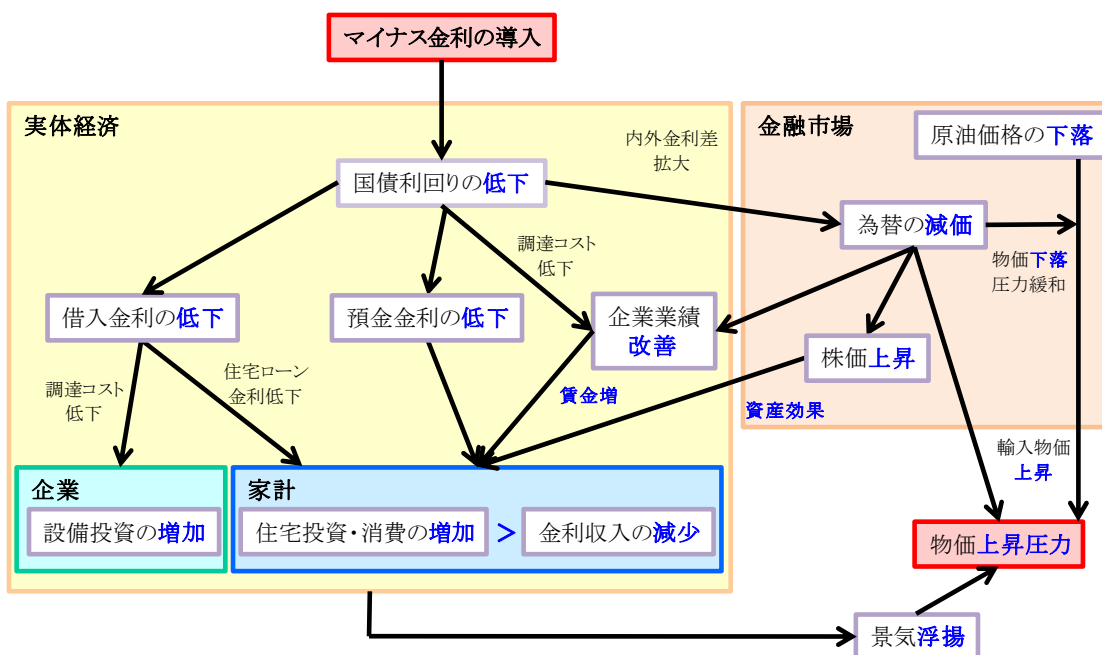 マイナス金利の導入
実体経済
金融市場
原油価格の下落
内外金利差
拡大
国債利回りの低下
為替の減価
調達コスト
低下
物価下落
圧力緩和
借入金利の低下
預金金利の低下
企業業績
改善
株価上昇
住宅ローン
金利低下
調達コスト
低下
賃金増
資産効果
輸入物価
上昇
企業
設備投資の増加
家計
住宅投資・消費の増加
>
金利収入の減少
物価上昇圧力
景気浮揚